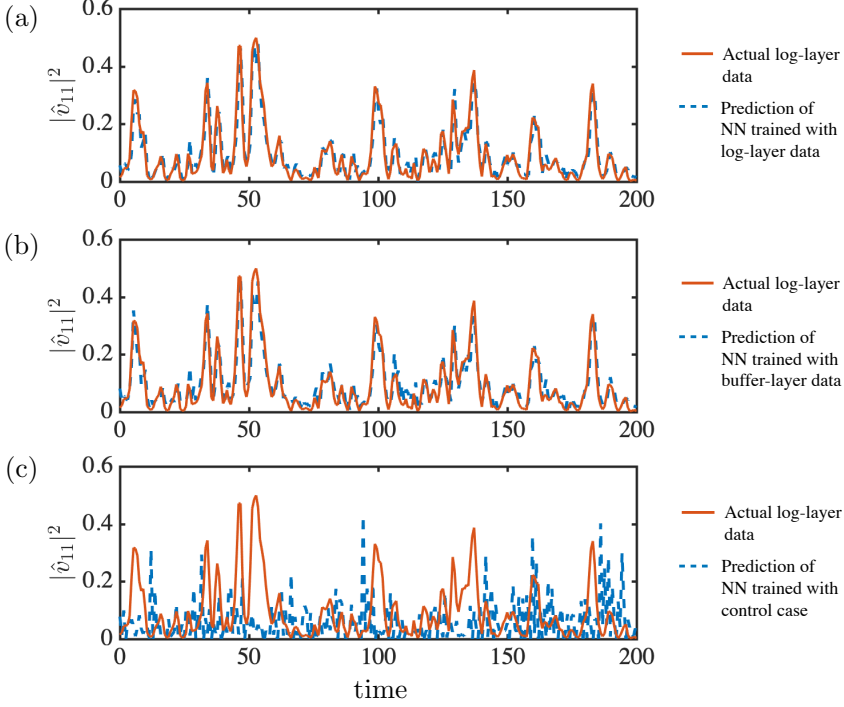 (a)
0.6
0.4
0.2
0
|v̂₁₁|²
0
50
100
150
200
Actual log-layer
data
Prediction of
NN trained with
log-layer data
(b)
0.6
0.4
0.2
0
|v̂₁₁|²
0
50
100
150
200
Actual log-layer
data
Prediction of
NN trained with
buffer-layer data
(c)
0.6
0.4
0.2
0
|v̂₁₁|²
0
50
100
150
200
Actual log-layer
data
Prediction of
NN trained with
control case
time